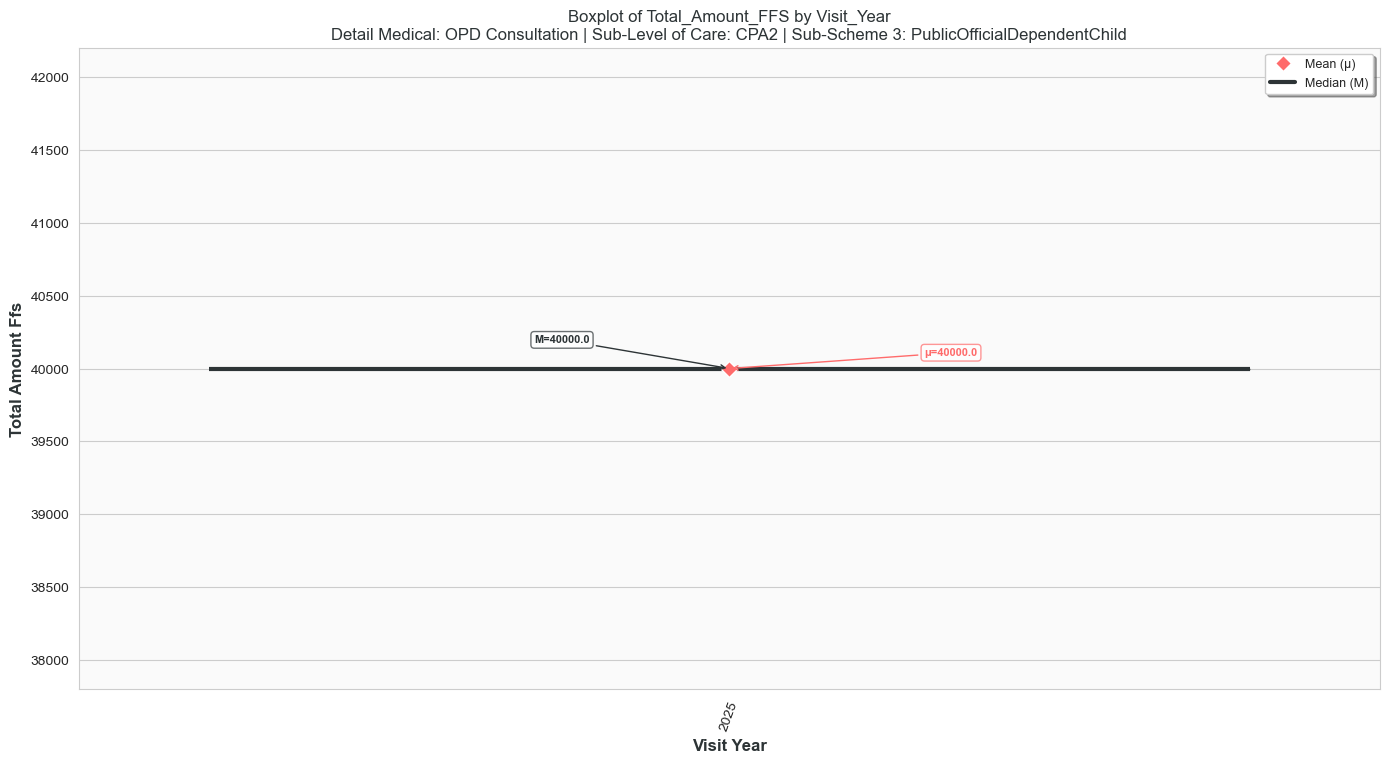 Boxplot of Total_Amount_FFS by Visit_Year
Detail Medical: OPD Consultation | Sub-Level of Care: CPA2 | Sub-Scheme 3: PublicOfficialDependentChild
Mean (μ)
Median (M)
Total Amount Ffs
42000
41500
41000
40500
40000
39500
39000
38500
38000
M=40000.0
μ=40000.0
2025
Visit Year